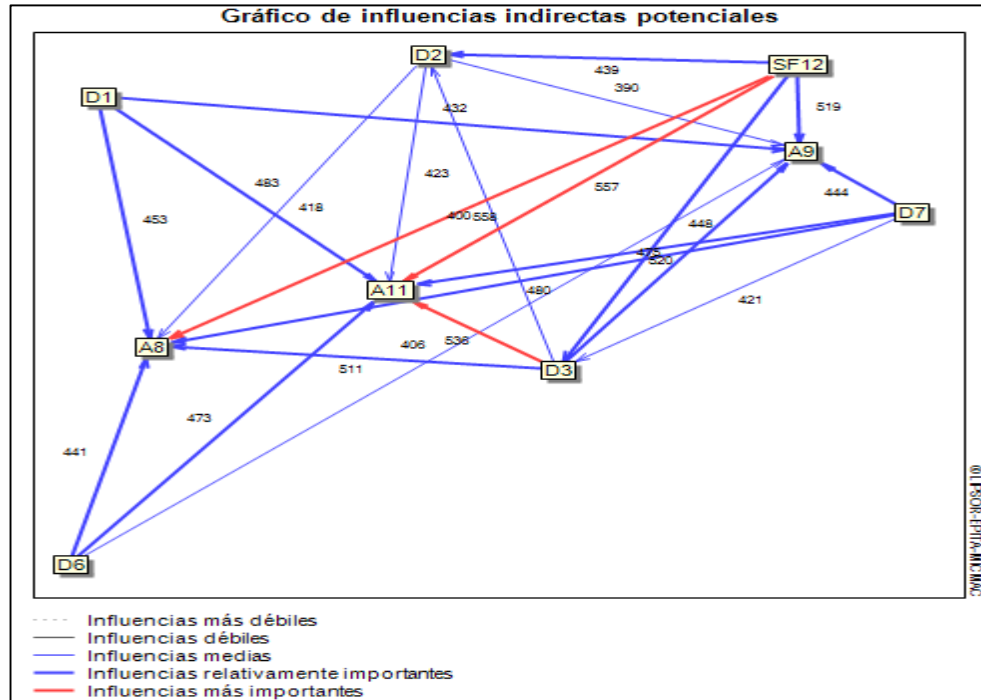 Gráfico de influencias indirectas potenciales
D2
SF12
439
390
D1
432
519
A9
423
557
483
444
418
453
400
558
448
D7
475
520
A11
480
421
A8
406
536
511
D3
473
441
D6
©LIPSOR-EPITA-MICMAC
Influencias más débiles
Influencias débiles
Influencias medias
Influencias relativamente importantes
Influencias más importantes